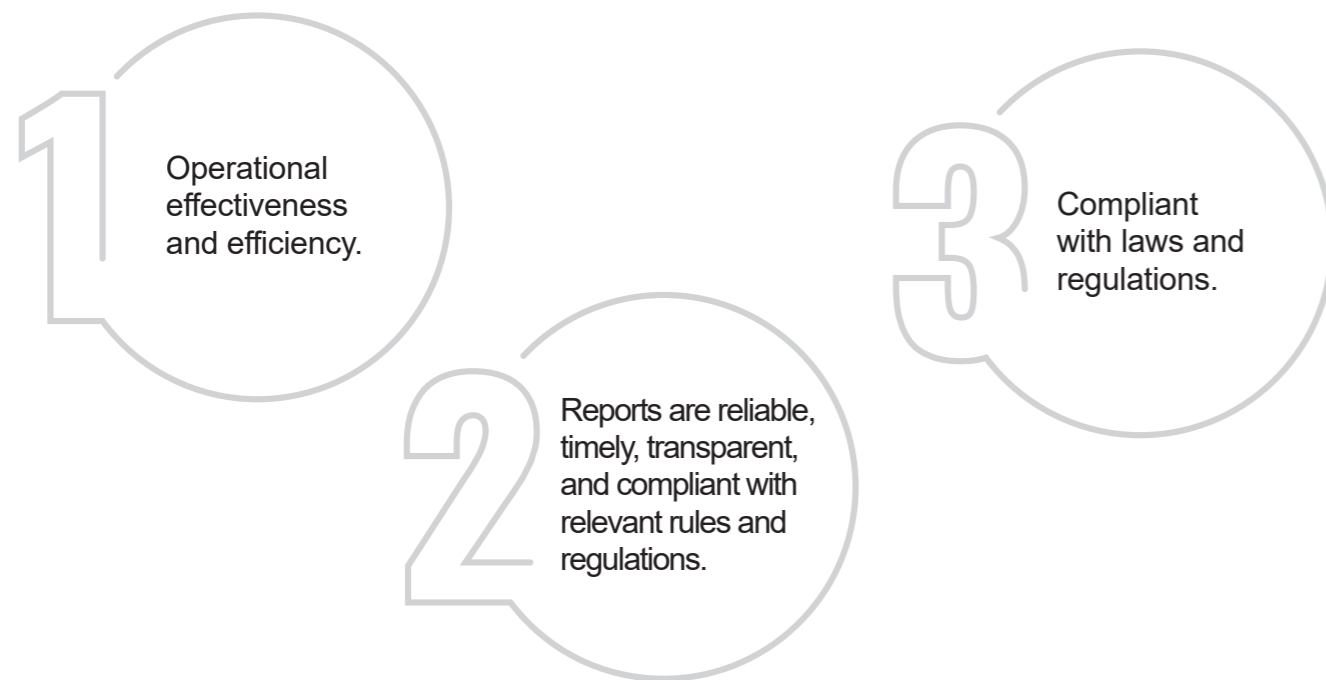 1
Operational
effectiveness
and efficiency.
2
Reports are reliable,
timely, transparent,
and compliant with
relevant rules and
regulations.
3
Compliant
with laws and
regulations.